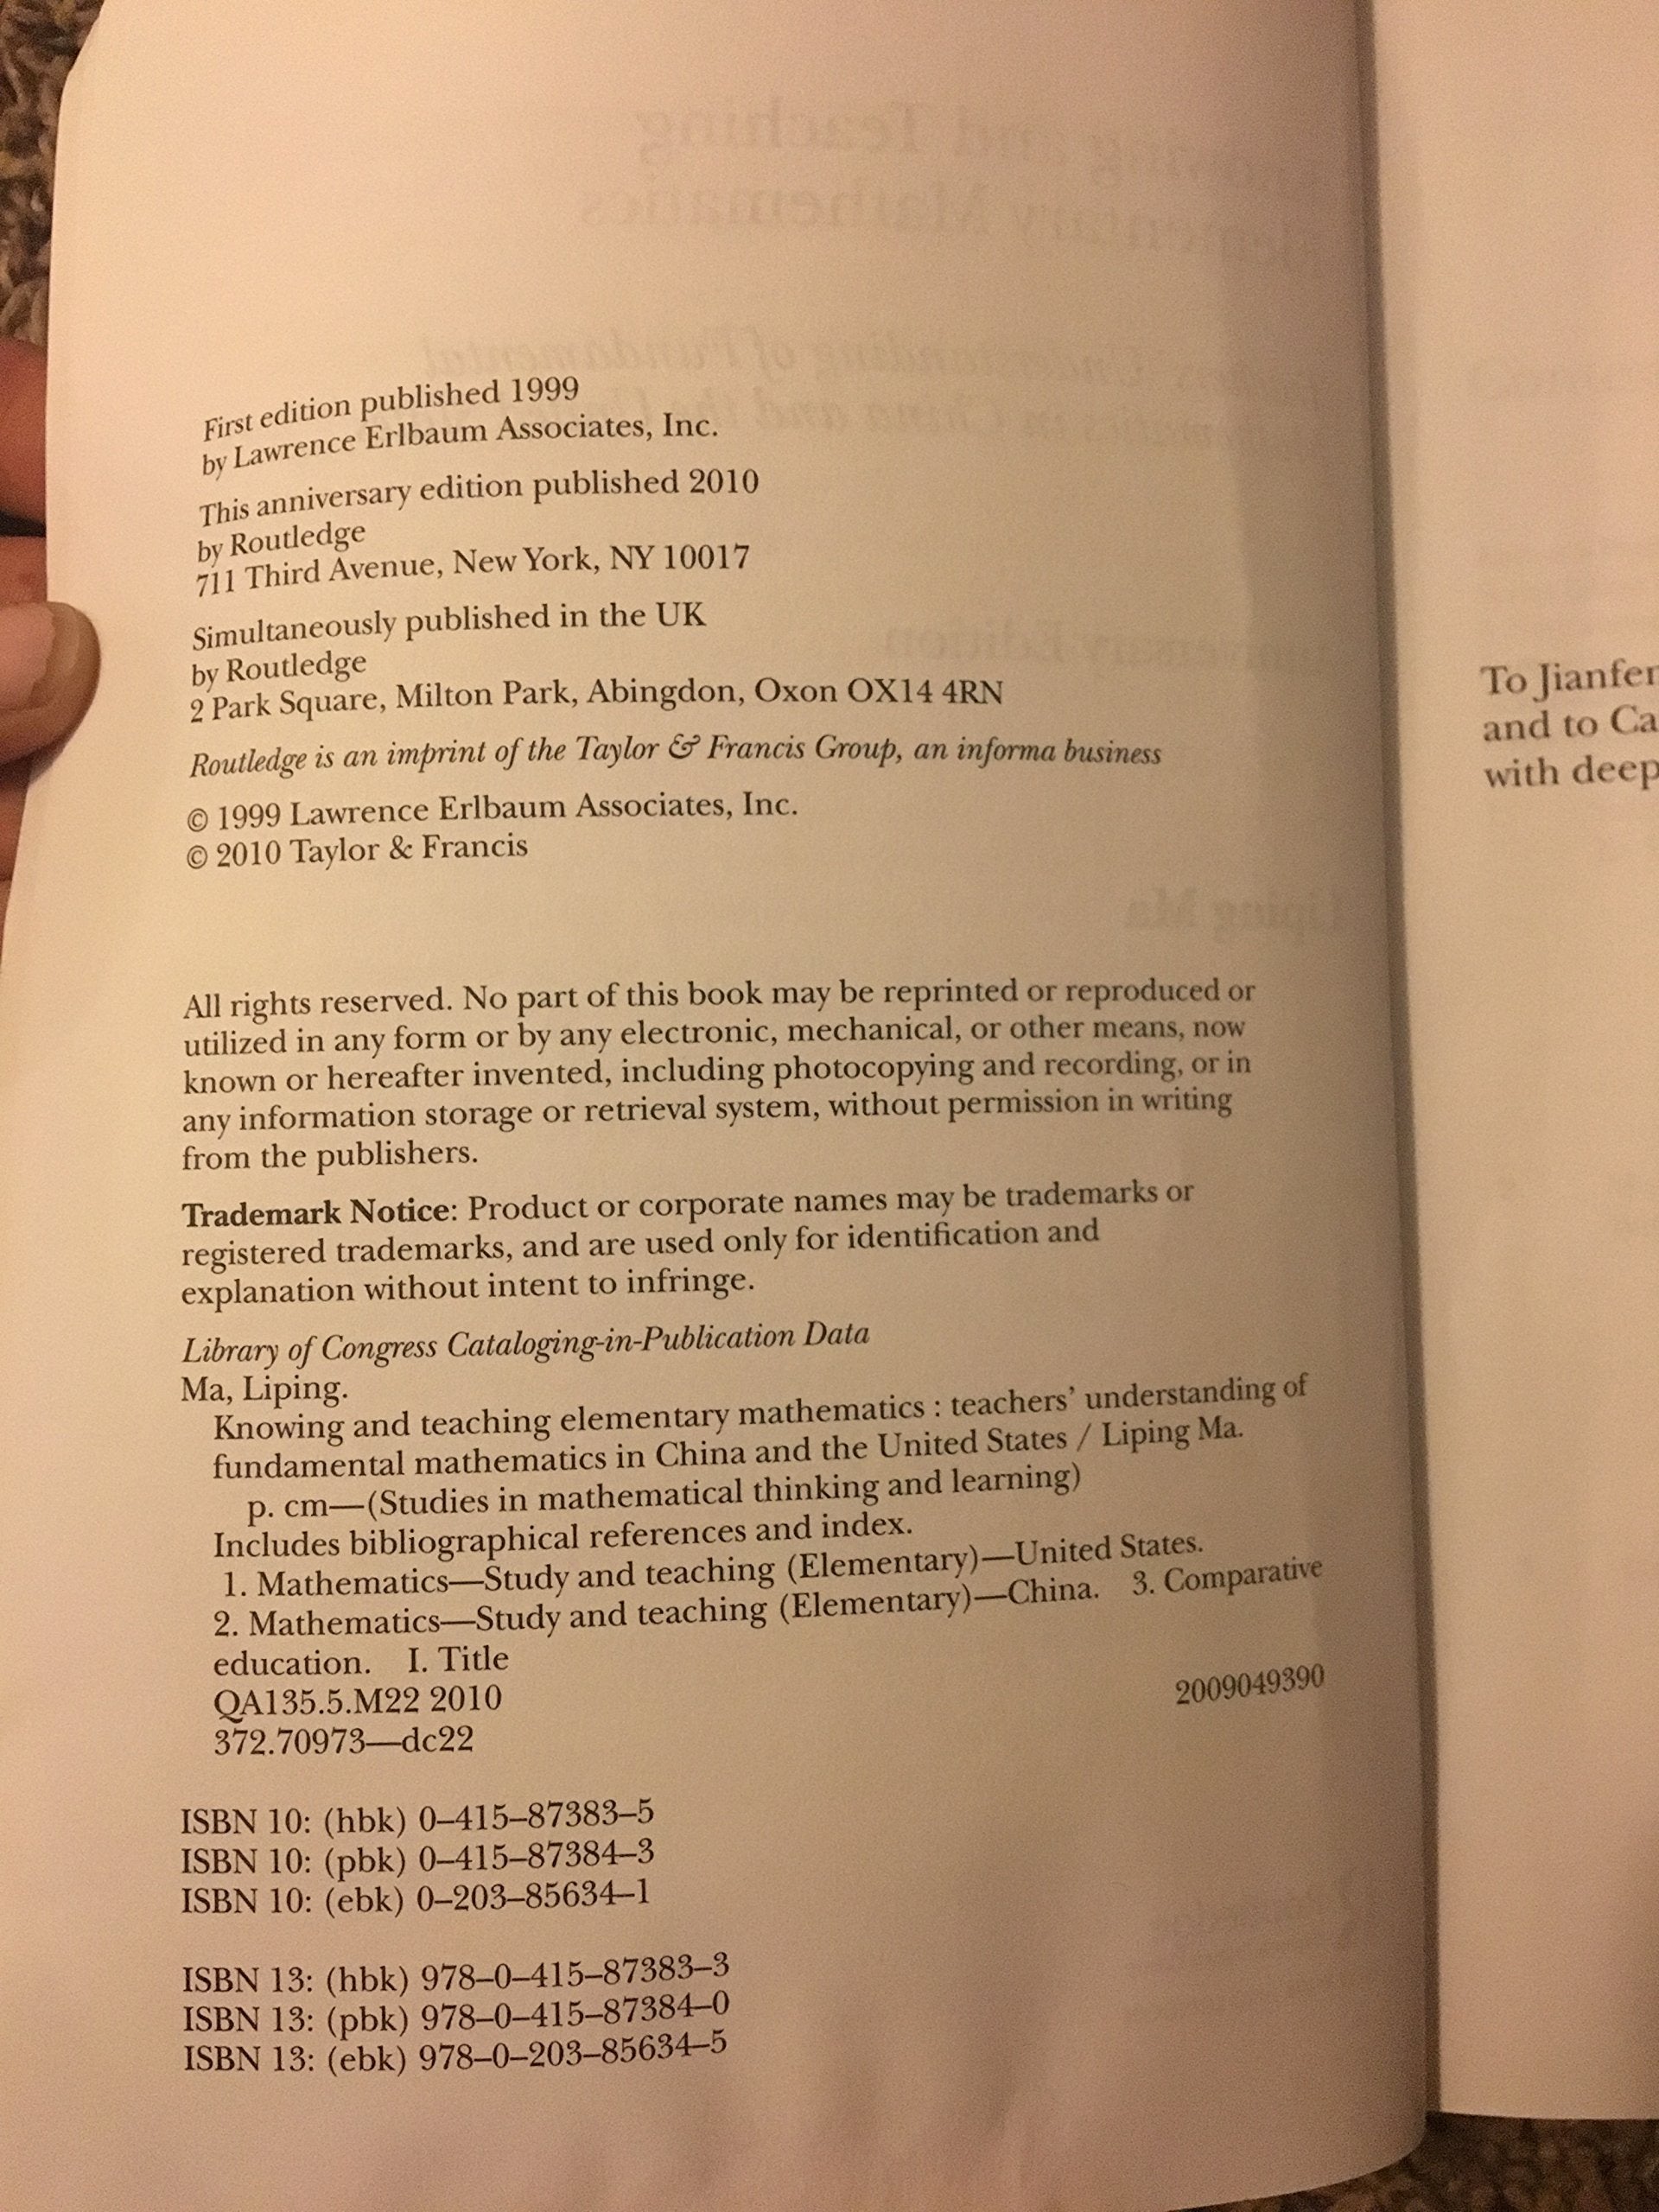 First edition published 1999
by Lawrence Erlbaum Associates, Inc.
This anniversary edition published 2010
by Routledge
711 Third Avenue, New York, NY 10017
Simultaneously published in the UK
by Routledge
2 Park Square, Milton Park, Abingdon, Oxon OX14 4RN
Routledge is an imprint of the Taylor & Francis Group, an informa business
© 1999 Lawrence Erlbaum Associates, Inc.
© 2010 Taylor & Francis
All rights reserved. No part of this book may be reprinted or reproduced or
utilized in any form or by any electronic, mechanical, or other means, now
known or hereafter invented, including photocopying and recording, or in
any information storage or retrieval system, without permission in writing
from the publishers.
Trademark Notice: Product or corporate names may be trademarks or
registered trademarks, and are used only for identification and
explanation without intent to infringe.
Library of Congress Cataloging-in-Publication Data
Ma, Liping.
Knowing and teaching elementary mathematics : teachers’ understanding of
fundamental mathematics in China and the United States / Liping Ma.
p. cm—(Studies in mathematical thinking and learning)
Includes bibliographical references and index.
1. Mathematics—Study and teaching (Elementary)—United States.
2. Mathematics—Study and teaching (Elementary)—China. 3. Comparative
education. I. Title
QA135.5.M22 2010
2009049390
372.70973—dc22
ISBN 10: (hbk) 0–415–87383–5
ISBN 10: (pbk) 0–415–87384–3
ISBN 10: (ebk) 0–203–85634–1
ISBN 13: (hbk) 978–0–415–87383–3
ISBN 13: (pbk) 978–0–415–87384–0
ISBN 13: (ebk) 978–0–203–85634–5
To Jianfen
and to Ca
with deep